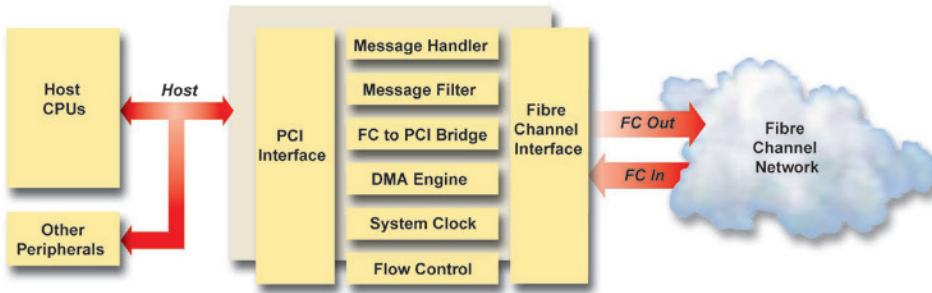 Host
CPUs
Other
Peripherals
Host
PCI
Interface
Message Handler
Message Filter
FC to PCI Bridge
DMA Engine
System Clock
Flow Control
Fibre
Channel
Interface
FC Out
FC In
Fibre
Channel
Network